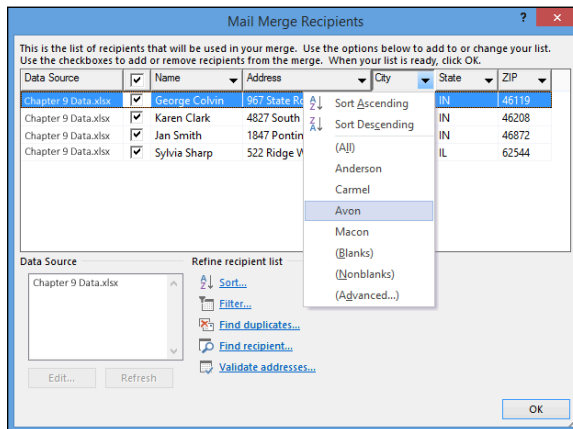 Mail Merge Recipients
? ×
This is the list of recipients that will be used in your merge. Use the options below to add to or change your list.
Use the checkboxes to add or remove recipients from the merge. When your list is ready, click OK.
Data Source Name Address City State ZIP
Chapter 9 Data.xlsx George Colvin 967 State Ro IN 46119
Chapter 9 Data.xlsx Karen Clark 4827 South IN 46208
Chapter 9 Data.xlsx Jan Smith 1847 Pontin IN 46872
Chapter 9 Data.xlsx Sylvia Sharp 522 Ridge W IL 62544
Sort Ascending
Sort Descending
(All)
Anderson
Carmel
Avon
Macon
(Blanks)
(Nonblanks)
(Advanced...)
Data Source
Chapter 9 Data.xlsx
Edit... Refresh
Refine recipient list
Sort...
Filter...
Find duplicates...
Find recipient...
Validate addresses...
OK